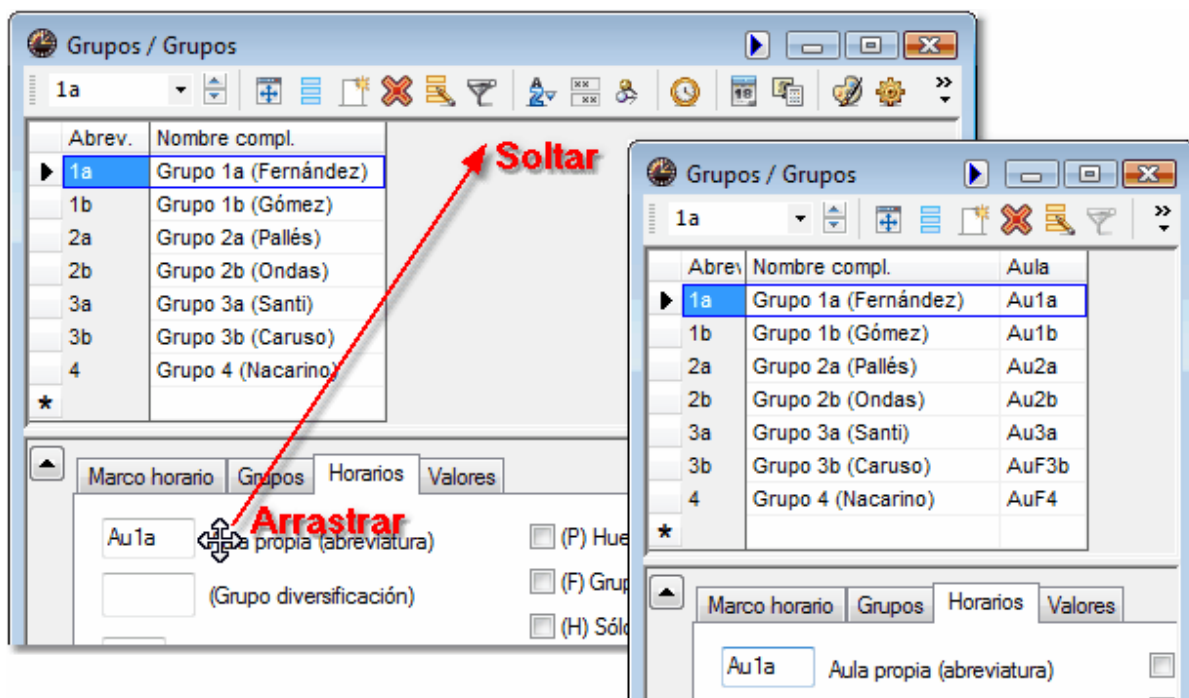 Grupos / Grupos
1a
Abrev. Nombre compl.
1a Grupo 1a (Fernández)
1b Grupo 1b (Gómez)
2a Grupo 2a (Pallés)
2b Grupo 2b (Ondas)
3a Grupo 3a (Santi)
3b Grupo 3b (Caruso)
4 Grupo 4 (Nacarino)
*
Soltar
Marco horario Grupos Horarios Valores
Arrastrar
Au1a propia (abreviatura) (P) Hue
(Grupo diversificación) (F) Grup
(H) Sólo
Grupos / Grupos
1a
Abrev Nombre compl. Aula
1a Grupo 1a (Fernández) Au1a
1b Grupo 1b (Gómez) Au1b
2a Grupo 2a (Pallés) Au2a
2b Grupo 2b (Ondas) Au2b
3a Grupo 3a (Santi) Au3a
3b Grupo 3b (Caruso) AuF3b
4 Grupo 4 (Nacarino) AuF4
*
Marco horario Grupos Horarios Valores
Au1a Aula propia (abreviatura)